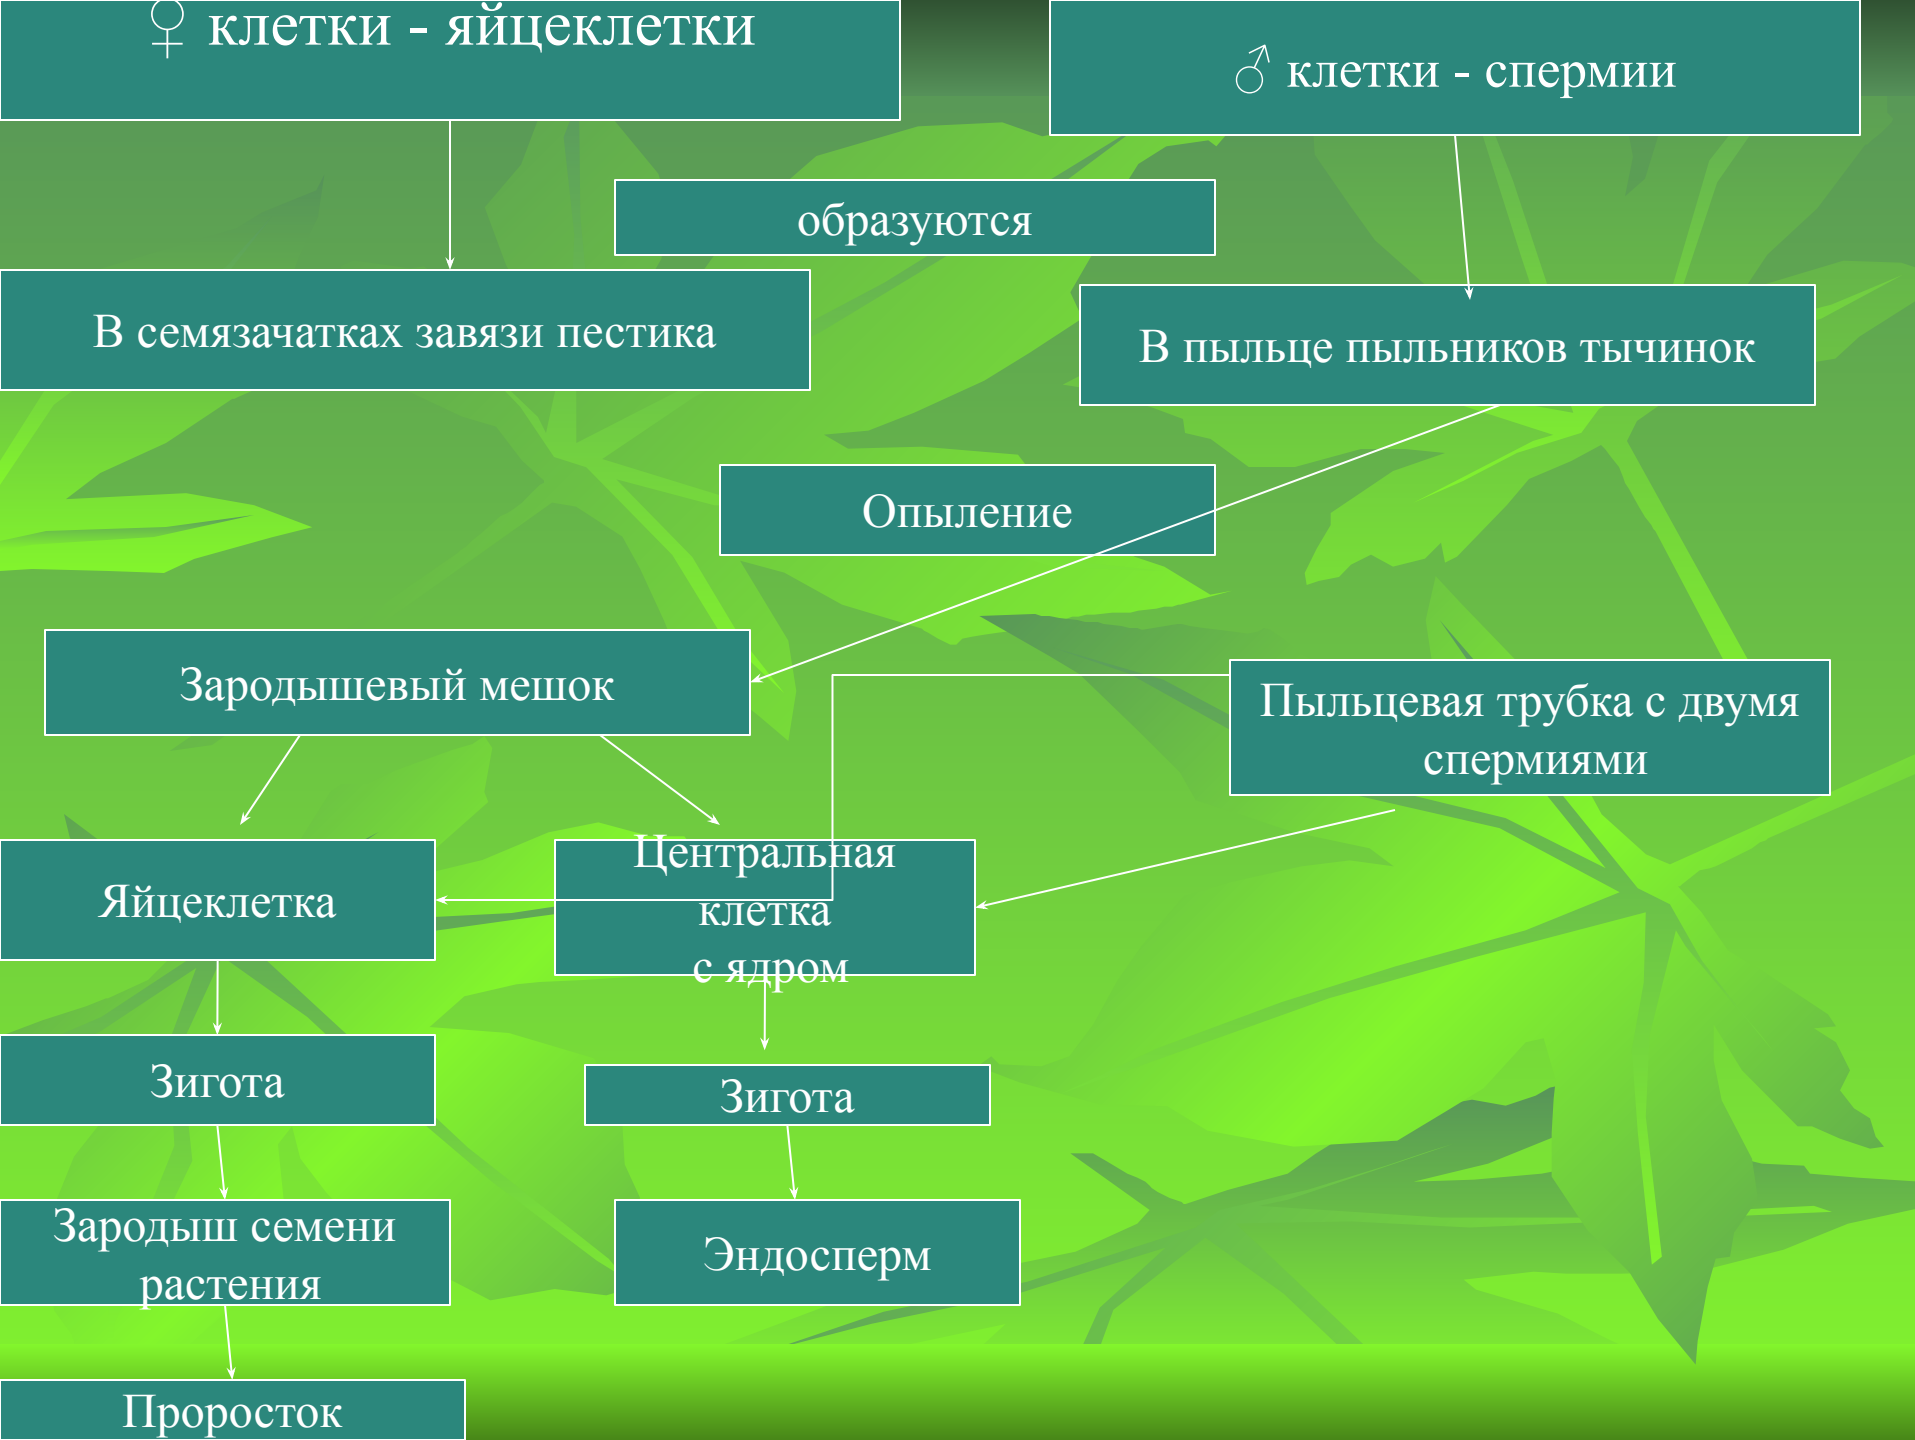 ♀ клетки - яйцеклетки
♂ клетки - спермии
образуются
В семязачатках завязи пестика
В пыльце пыльников тычинок
Опыление
Зародышевый мешок
Пыльцевая трубка с двумя
спермиями
Яйцеклетка
Центральная
клетка
с ядром
Зигота
Зигота
Зародыш семени
растения
Эндосперм
Проросток